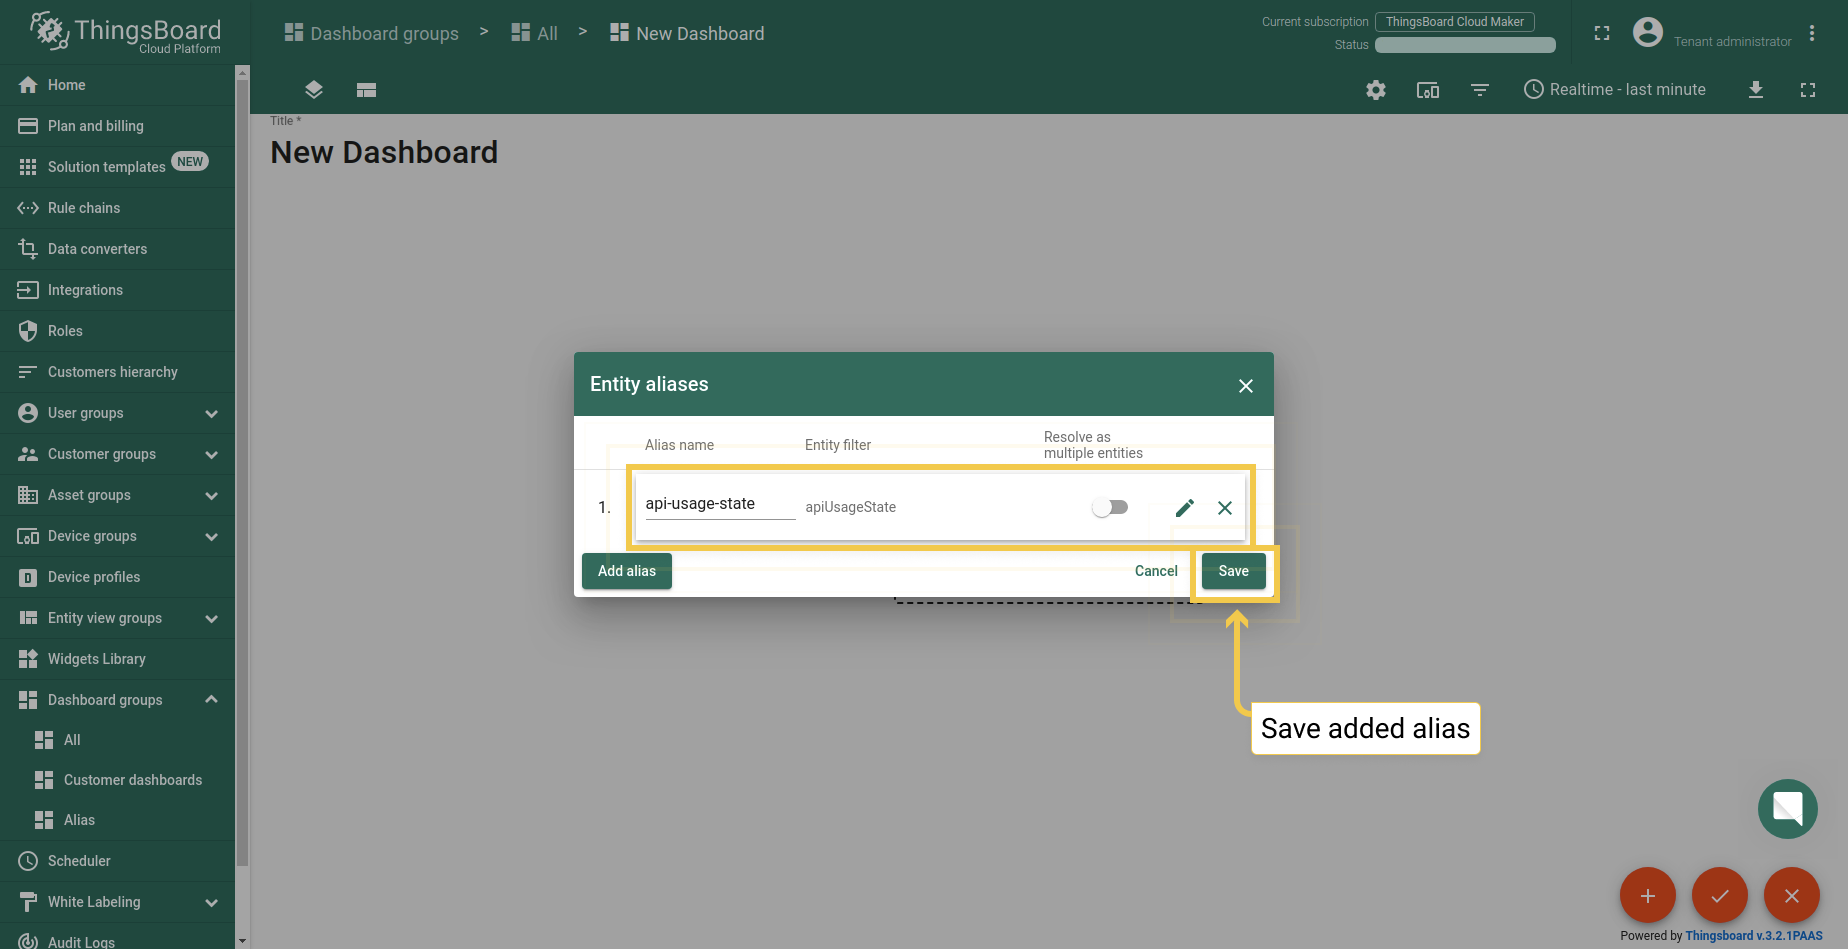 ThingsBoard
Cloud Platform
Dashboard groups > All > New Dashboard
Current subscription ThingsBoard Cloud Maker
Status
Tenant administrator
Realtime - last minute
Home
Plan and billing
Solution templates NEW
Rule chains
Data converters
Integrations
Roles
Customers hierarchy
User groups
Customer groups
Asset groups
Device groups
Device profiles
Entity view groups
Widgets Library
Dashboard groups
All
Customer dashboards
Alias
Scheduler
White Labeling
Audit Logs
Title *
New Dashboard
Entity aliases
Alias name
Entity filter
Resolve as
multiple entities
1. api-usage-state apiUsageState
Add alias
Cancel
Save
Save added alias
Powered by Thingsboard v.3.2.1PAAS